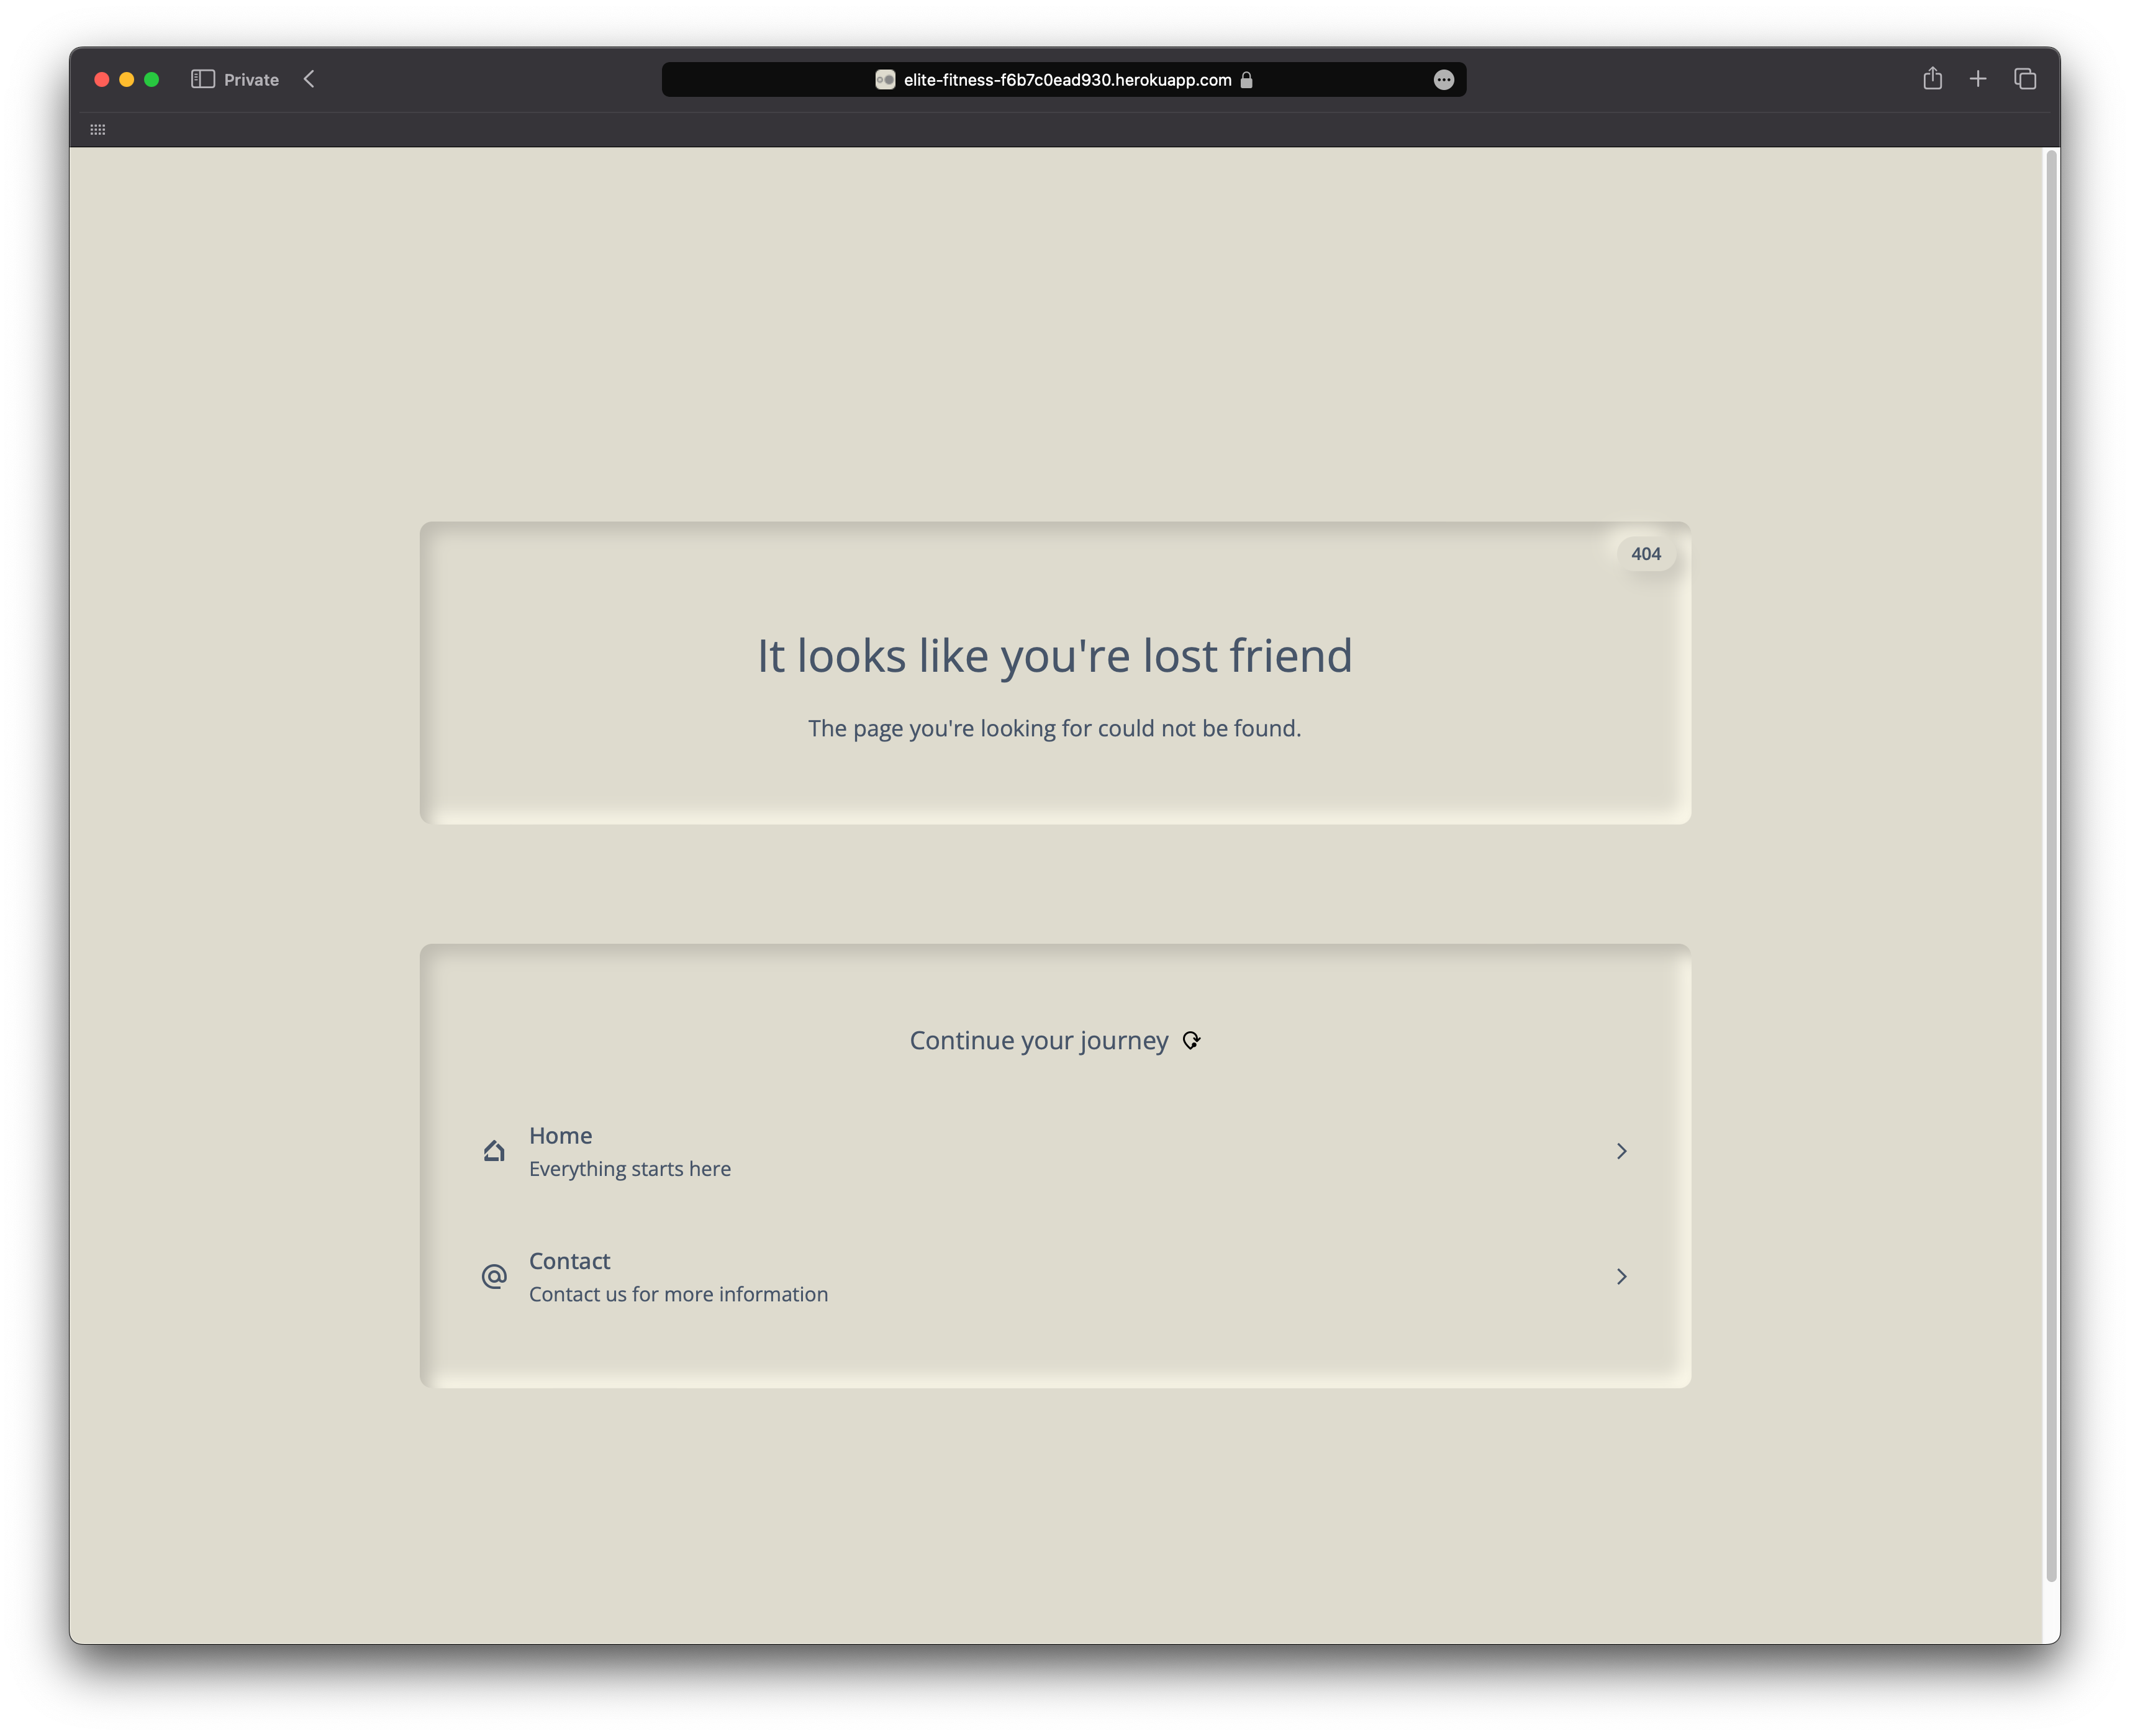 Private
elite-fitness-f6b7c0ead930.herokuapp.com
404
It looks like you're lost friend
The page you're looking for could not be found.
Continue your journey
Home
Everything starts here
Contact
Contact us for more information